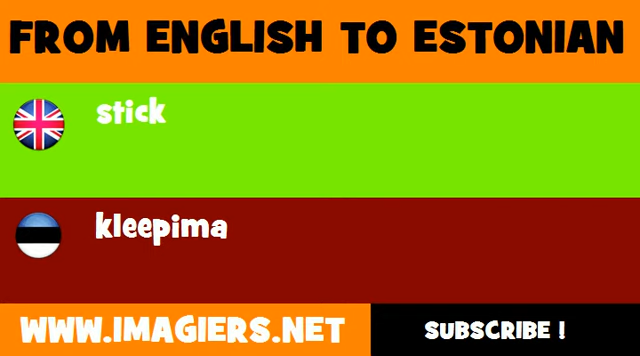 FROM ENGLISH TO ESTONIAN
stick
kleepima
WWW.IMAGIERS.NET
SUBSCRIBE !